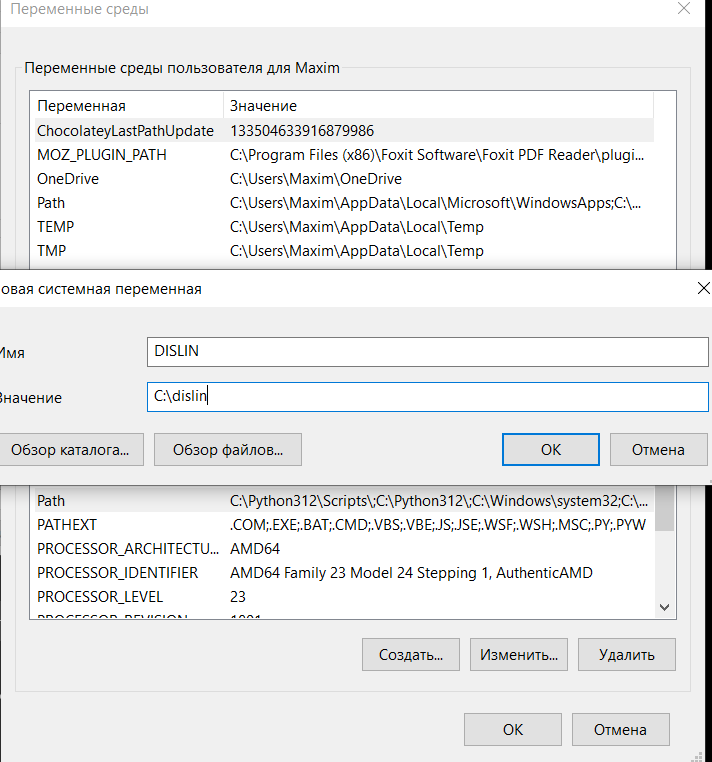 Переменные среды
Переменные среды пользователя для Maxim
Переменная Значение
ChocolateyLastPathUpdate 133504633916879986
MOZ_PLUGIN_PATH C:\Program Files (x86)\Foxit Software\Foxit PDF Reader\plugi...
OneDrive C:\Users\Maxim\OneDrive
Path C:\Users\Maxim\AppData\Local\Microsoft\WindowsApps;C:\...
TEMP C:\Users\Maxim\AppData\Local\Temp
TMP C:\Users\Maxim\AppData\Local\Temp
овая системная переменная
Имя DISLIN
Значение C:\dislin
Обзор каталога... Обзор файлов... ОК Отмена
Path C:\Python312\Scripts\;C:\Python312\;C:\Windows\system32;C:\...
PATHEXT .COM;.EXE;.BAT;.CMD;.VBS;.VBE;.JS;.JSE;.WSF;.WSH;.MSC;.PY;.PYW
PROCESSOR_ARCHITECTU... AMD64
PROCESSOR_IDENTIFIER AMD64 Family 23 Model 24 Stepping 1, AuthenticAMD
PROCESSOR_LEVEL 23
Создать... Изменить... Удалить
ОК Отмена